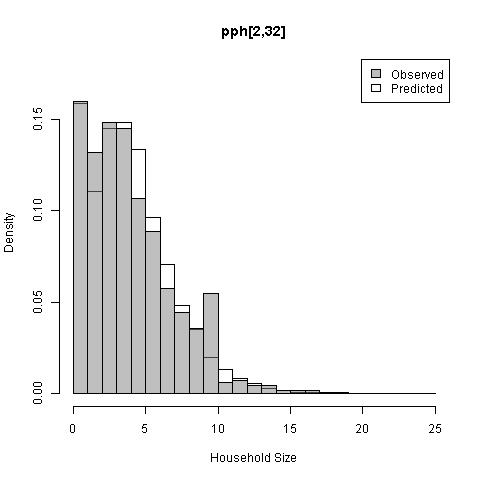 pph[2,32]
Observed
Predicted
Density
0.15
0.10
0.05
0.00
0 5 10 15 20 25
Household Size